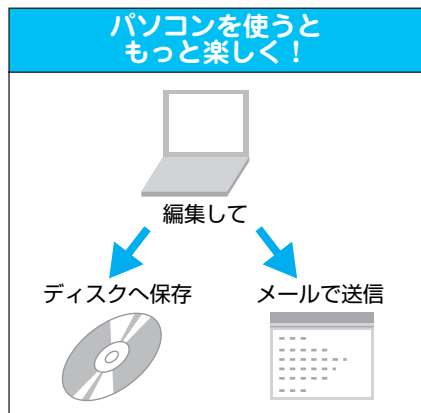 パソコンを使うと
もっと楽しく！
編集して
ディスクへ保存
メールで送信